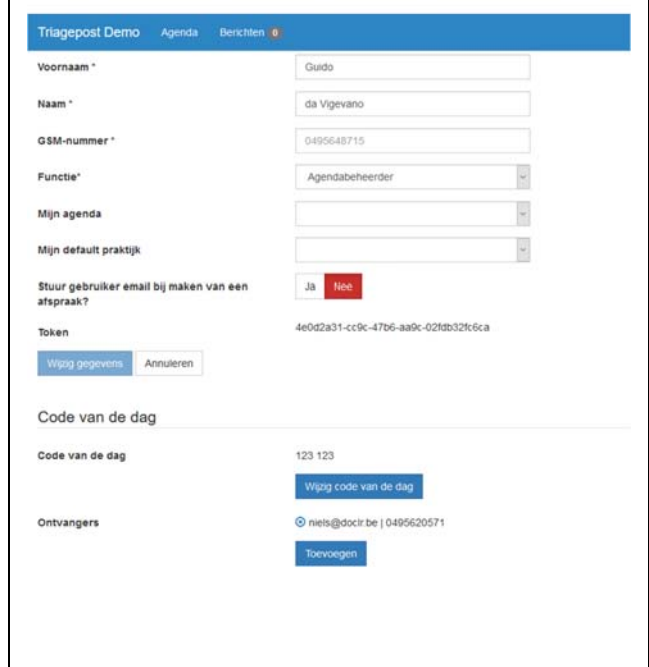 Triagepost Demo Agenda Berichten 0
Voornaam * Guido
Naam * da Vigevano
GSM-nummer * 0495648715
Functie* Agendabeheerder
Mijn agenda
Mijn default praktijk
Stuur gebruiker email bij maken van een afspraak? Ja Nee
Token 4e0d2a31-cc9c-47b6-aa9c-02fdb32fc6ca
Wijzig gegevens Annuleren
Code van de dag
Code van de dag 123 123
Wijzig code van de dag
Ontvangers niels@doclr.be | 0495620571
Toevoegen